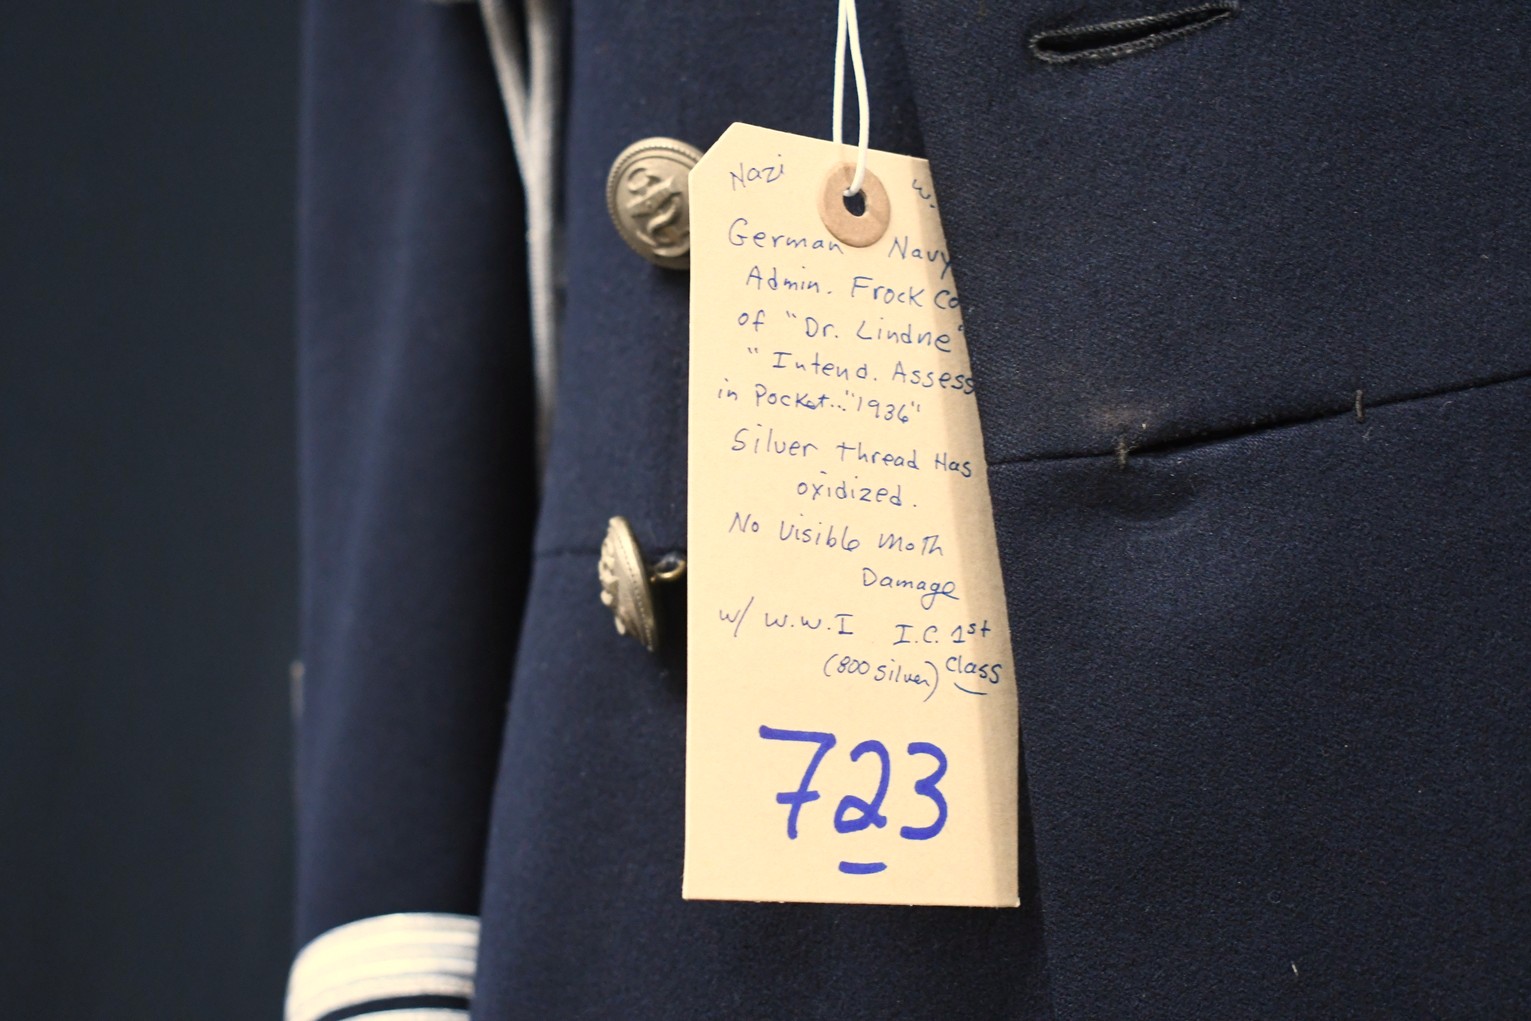 Nazi W.
German Navy
Admin. Frock Co
of "Dr. Lindne"
"Intend. Assess
in Pocket..."1936"
Silver thread Has
oxidized.
No Visible Moth
Damage
w/ W.W.I I.C. 1st
(800 silver) Class
723